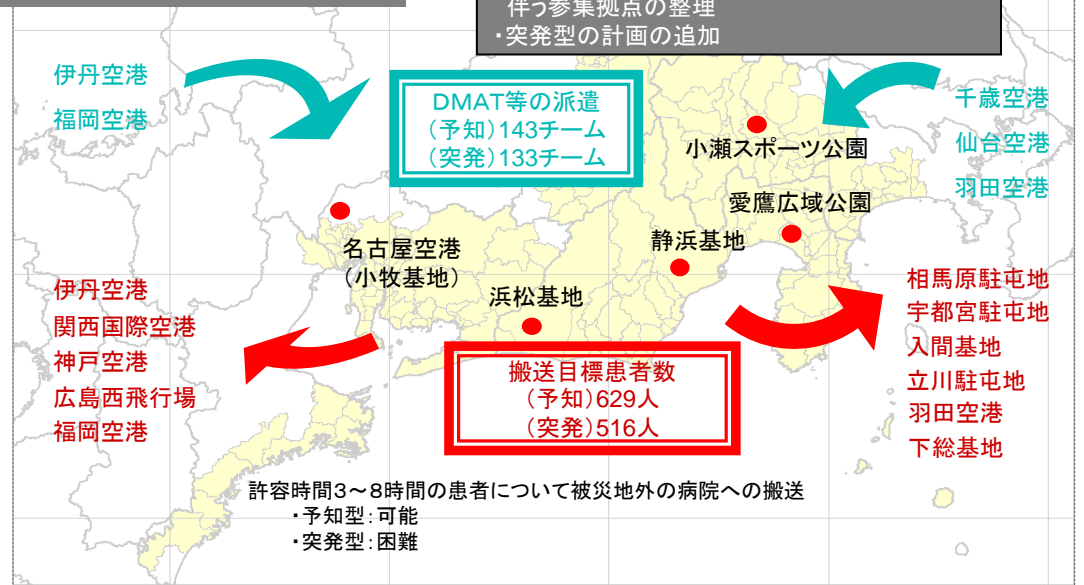 伴う参集拠点の整理
・突発型の計画の追加
伊丹空港
福岡空港
DMAT等の派遣
(予知)143チーム
(突発)133チーム
千歳空港
仙台空港
羽田空港
小瀬スポーツ公園
愛鷹広域公園
静浜基地
名古屋空港
(小牧基地)
浜松基地
伊丹空港
関西国際空港
神戸空港
広島西飛行場
福岡空港
搬送目標患者数
(予知)629人
(突発)516人
相馬原駐屯地
宇都宮駐屯地
入間基地
立川駐屯地
羽田空港
下総基地
許容時間3～8時間の患者について被災地外の病院への搬送
・予知型:可能
・突発型:困難